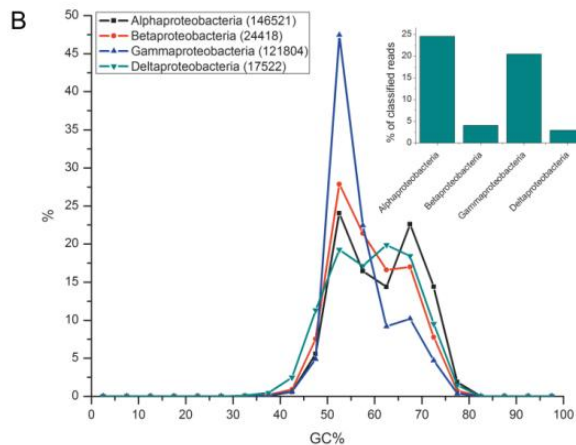 B
Alphaproteobacteria (146521)
Betaproteobacteria (24418)
Gammaproteobacteria (121804)
Deltaproteobacteria (17522)
50
45
40
35
30
25
20
15
10
5
0
%
0 10 20 30 40 50 60 70 80 90 100
GC%
25
20
15
10
5
0
% of classified reads
Alphaproteobacteria
Betaproteobacteria
Gammaproteobacteria
Deltaproteobacteria